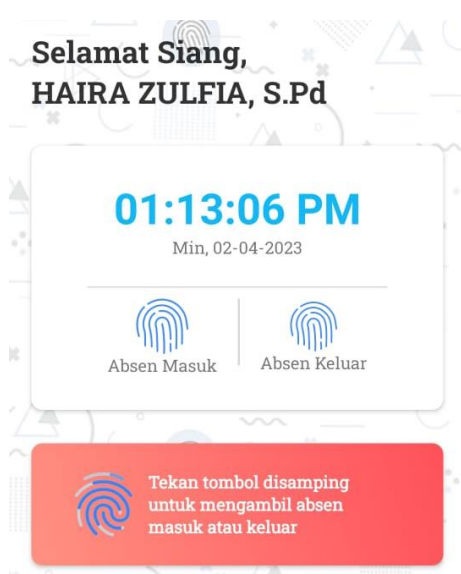 Selamat Siang,
HAIRA ZULFIA, S.Pd
01:13:06 PM
Min, 02-04-2023
Absen Masuk
Absen Keluar
Tekan tombol disamping
untuk mengambil absen
masuk atau keluar